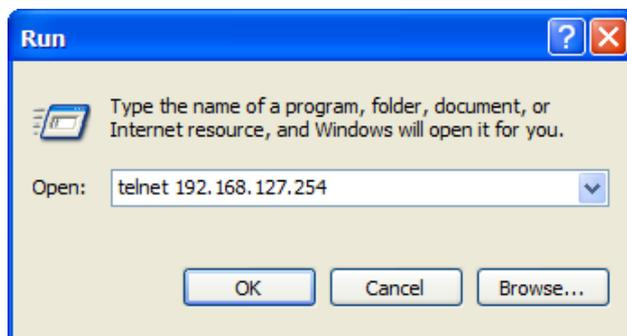 Run
Type the name of a program, folder, document, or
Internet resource, and Windows will open it for you.
Open: telnet 192.168.127.254
OK Cancel Browse...